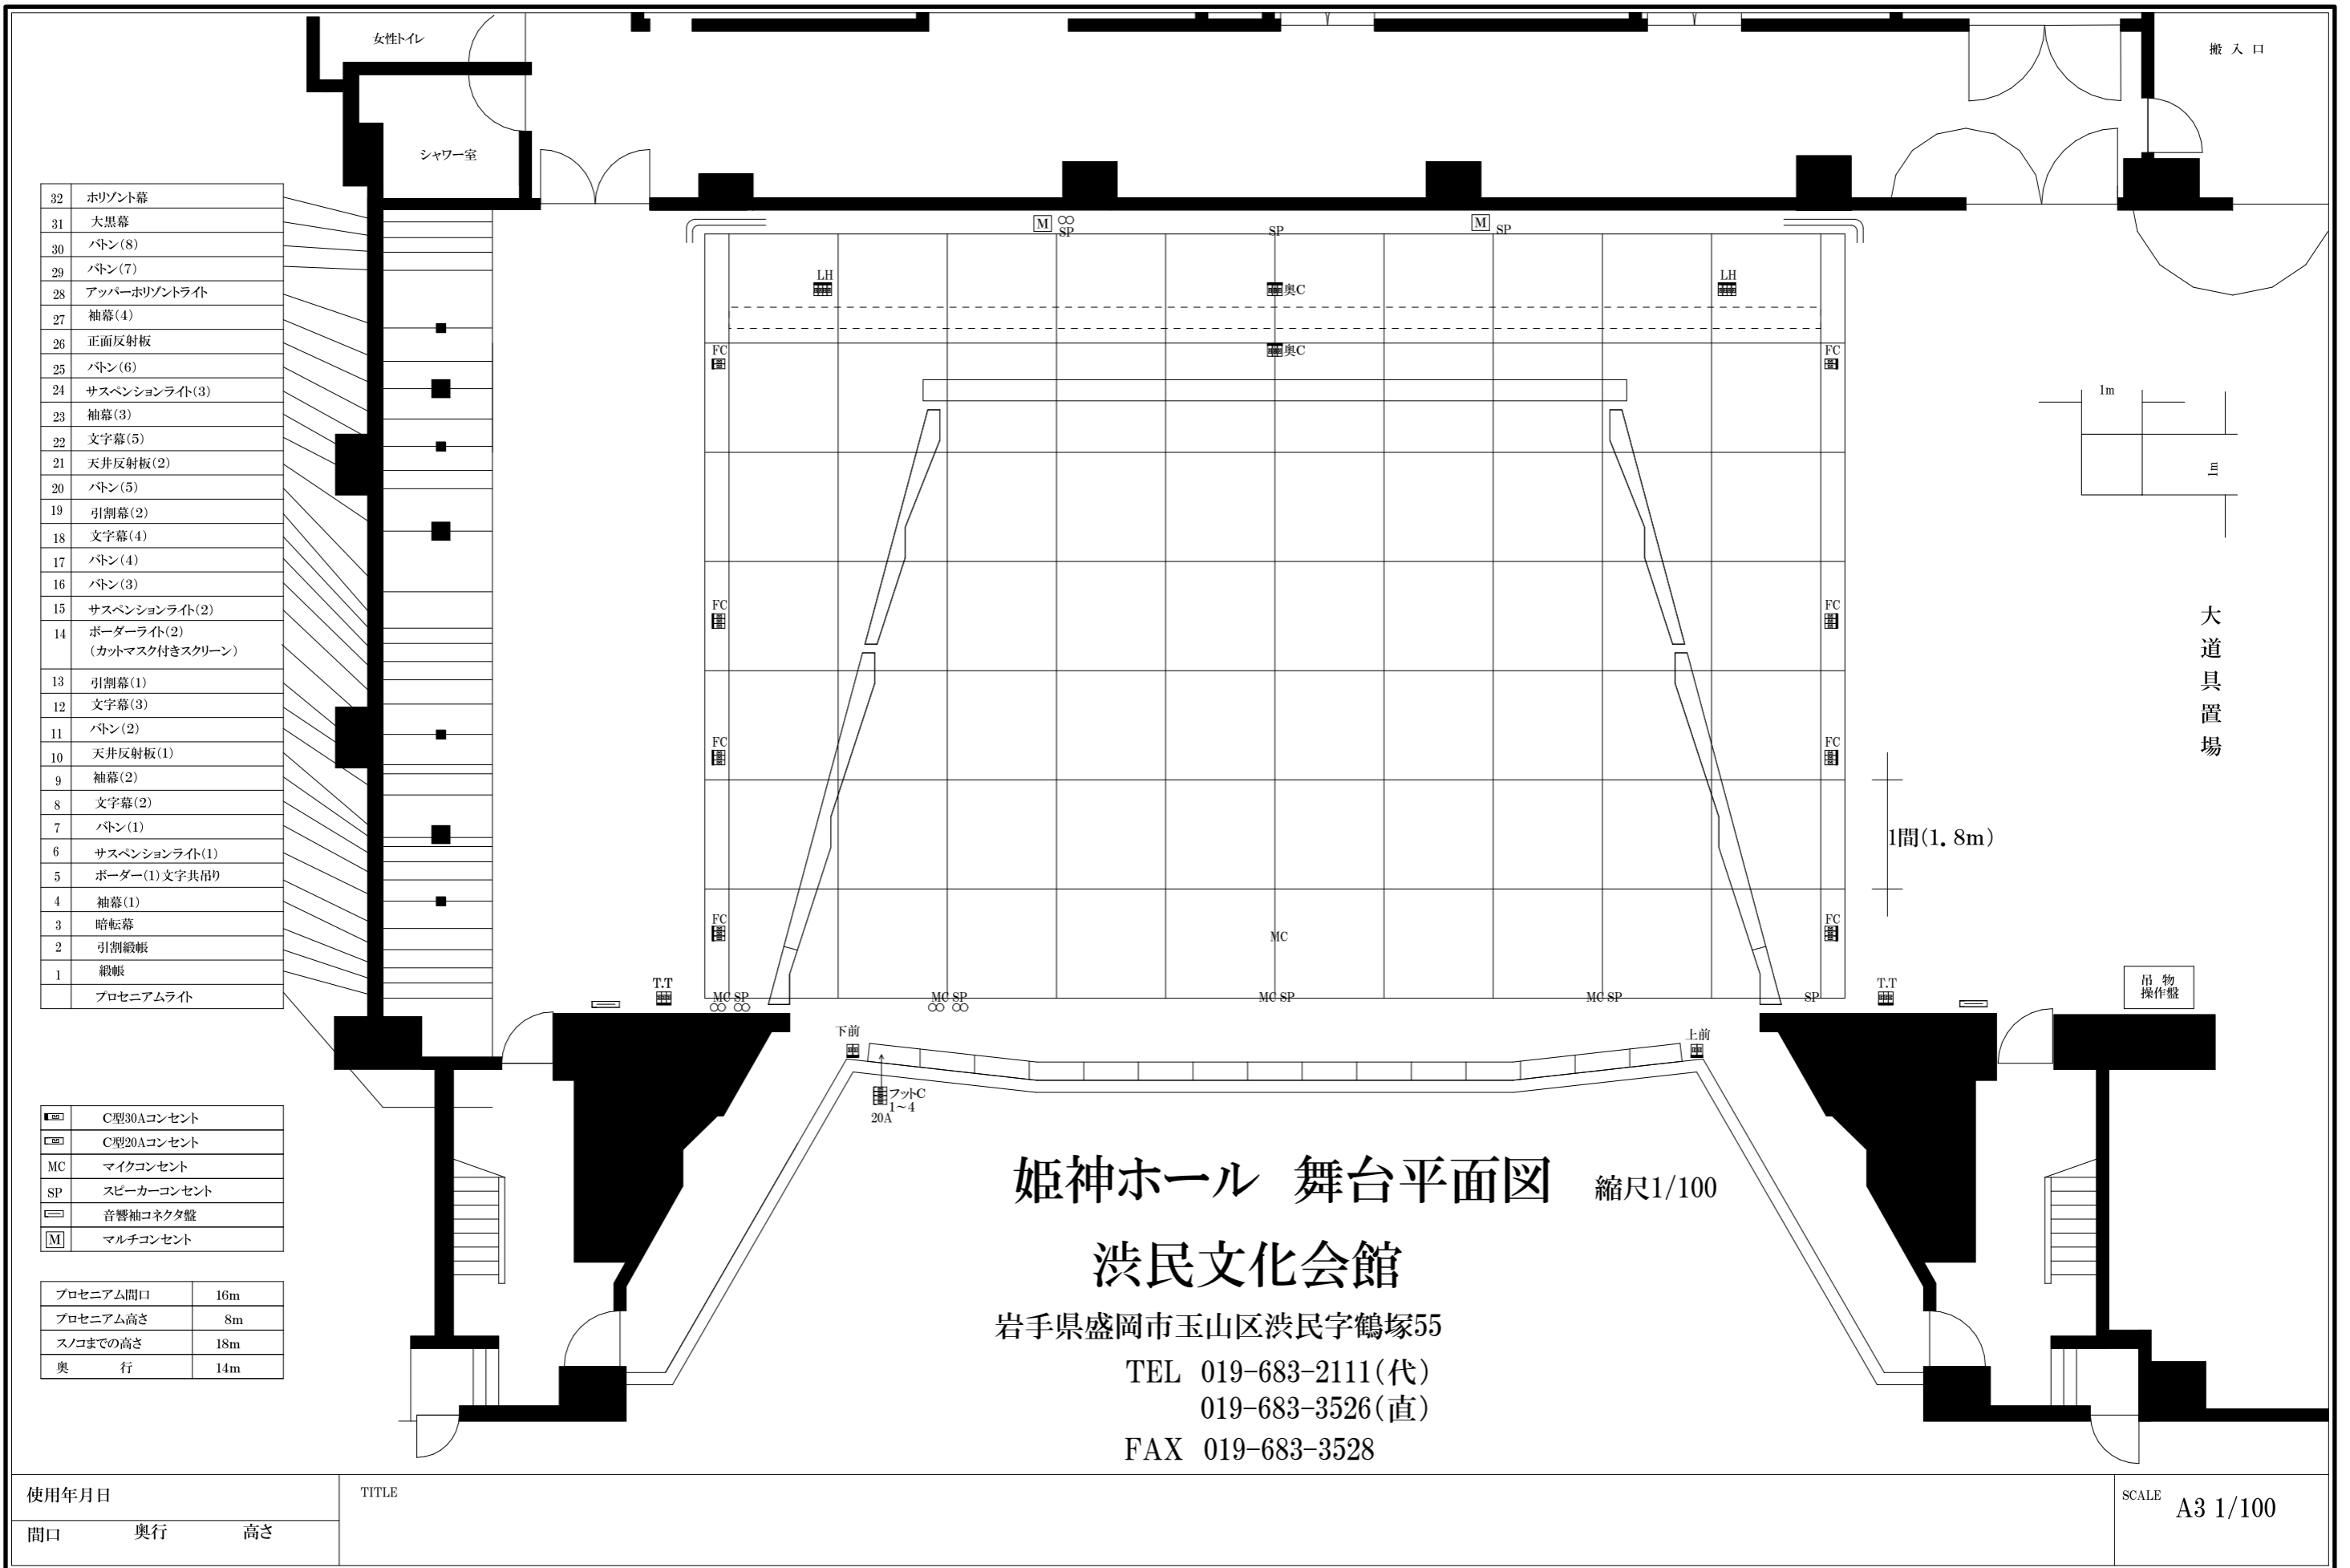 女性トイレ
搬 入 口
シャワー室
32 ホリゾント幕
31 大黒幕
30 バトン(8)
29 バトン(7)
28 アッパーホリゾントライト
27 袖幕(4)
26 正面反射板
25 バトン(6)
24 サスペンションライト(3)
23 袖幕(3)
22 文字幕(5)
21 天井反射板(2)
20 バトン(5)
19 引割幕(2)
18 文字幕(4)
17 バトン(4)
16 バトン(3)
15 サスペンションライト(2)
14 ボーダーライト(2)
(カットマスク付きスクリーン)
13 引割幕(1)
12 文字幕(3)
11 バトン(2)
10 天井反射板(1)
9 袖幕(2)
8 文字幕(2)
7 バトン(1)
6 サスペンションライト(1)
5 ボーダー(1)文字共吊り
4 袖幕(1)
3 暗転幕
2 引割緞帳
1 緞帳
プロセニアムライト
M SP SP M SP
LH 奥C LH
FC 奥C FC
1m
1m
FC FC
大道具置場
FC FC
1間(1.8m)
FC MC FC
T.T MC SP MC SP MC SP MC SP SP T.T
吊 物
操作盤
下前 上前
フットC
1~4
20A
C型30Aコンセント
C型20Aコンセント
MC マイクコンセント
SP スピーカーコンセント
音響袖コネクタ盤
M マルチコンセント
プロセニアム間口 16m
プロセニアム高さ 8m
スノコまでの高さ 18m
奥 行 14m
姫神ホール 舞台平面図 縮尺1/100
渋民文化会館
岩手県盛岡市玉山区渋民字鶴塚55
TEL 019-683-2111(代)
019-683-3526(直)
FAX 019-683-3528
使用年月日
間口 奥行 高さ
TITLE
SCALE A3 1/100